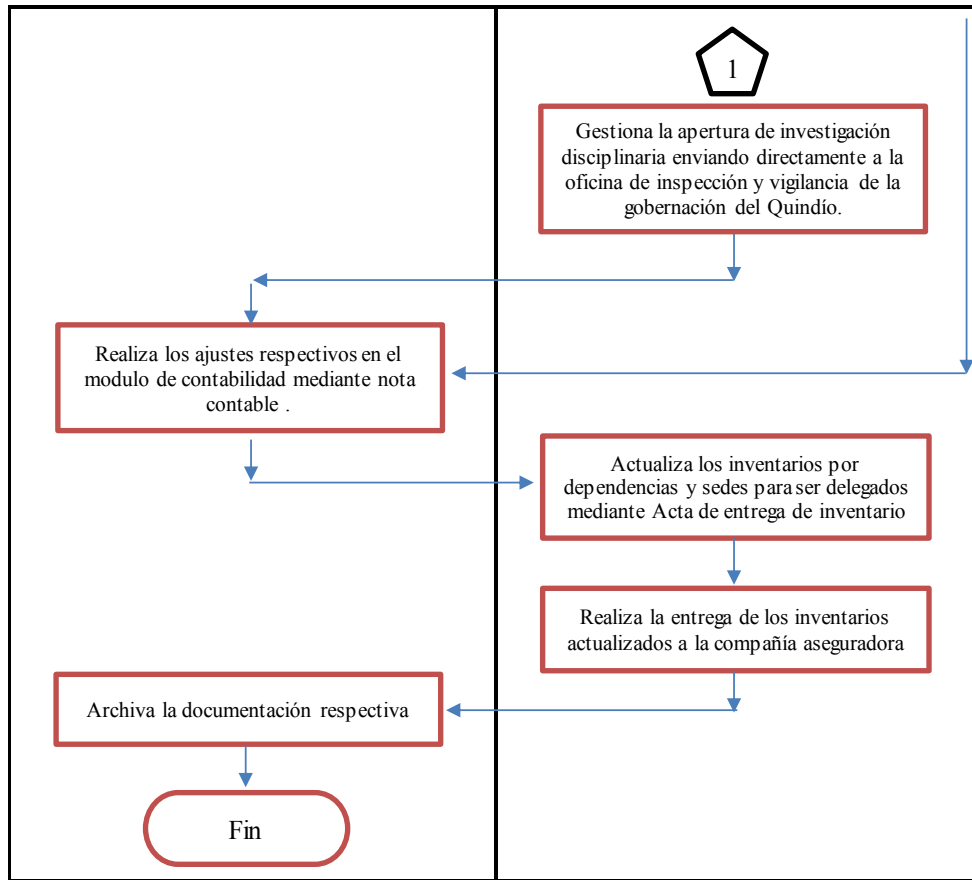 1
Gestiona la apertura de investigación
disciplinaria enviando directamente a la
oficina de inspección y vigilancia de la
gobernación del Quindío.
Realiza los ajustes respectivos en el
modulo de contabilidad mediante nota
contable .
Actualiza los inventarios por
dependencias y sedes para ser delegados
mediante Acta de entrega de inventario
Realiza la entrega de los inventarios
actualizados a la compañía aseguradora
Archiva la documentación respectiva
Fin